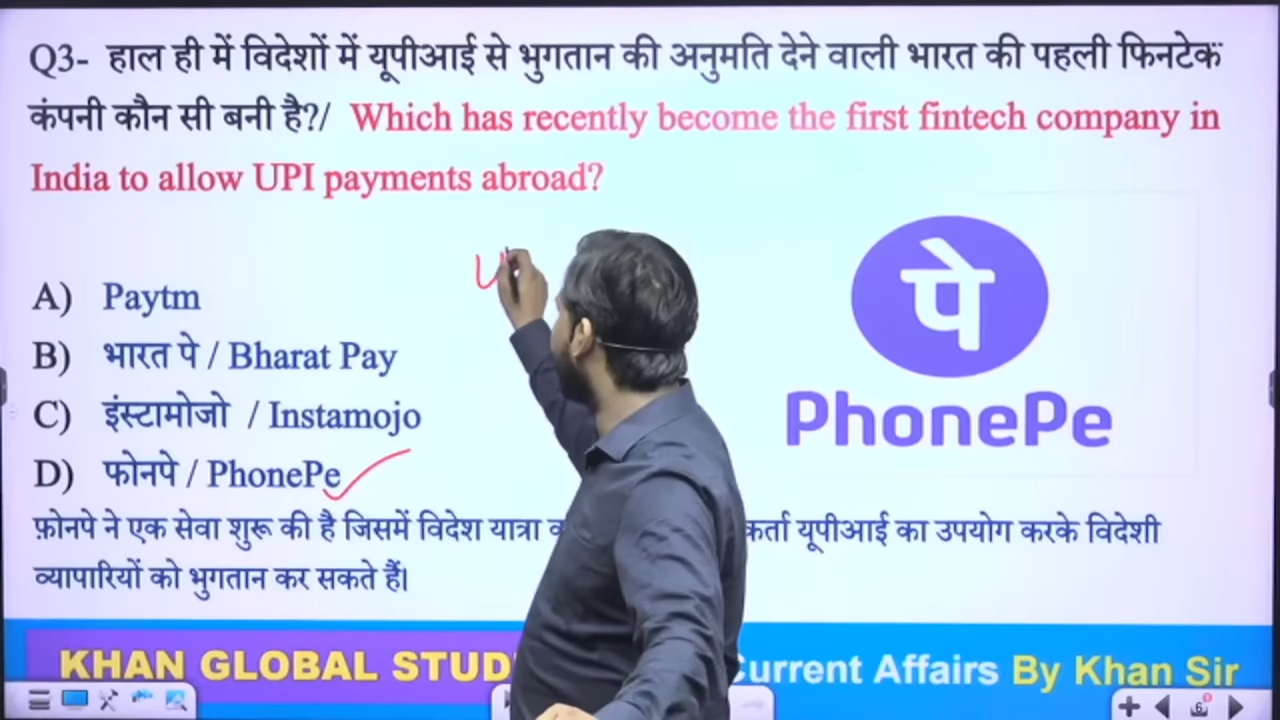 Q3- हाल ही में विदेशों में यूपीआई से भुगतान की अनुमति देने वाली भारत की पहली फिनटेक
कंपनी कौन सी बनी है?/ Which has recently become the first fintech company in
India to allow UPI payments abroad?
A) Paytm
B) भारत पे / Bharat Pay
C) इंस्टामोजो / Instamojo
D) फोनपे / PhonePe
पे
PhonePe
फ़ोनपे ने एक सेवा शुरू की है जिसमें विदेश यात्रा कर्ता यूपीआई का उपयोग करके विदेशी
व्यापारियों को भुगतान कर सकते हैं।
KHAN GLOBAL STUD Current Affairs By Khan Sir
6